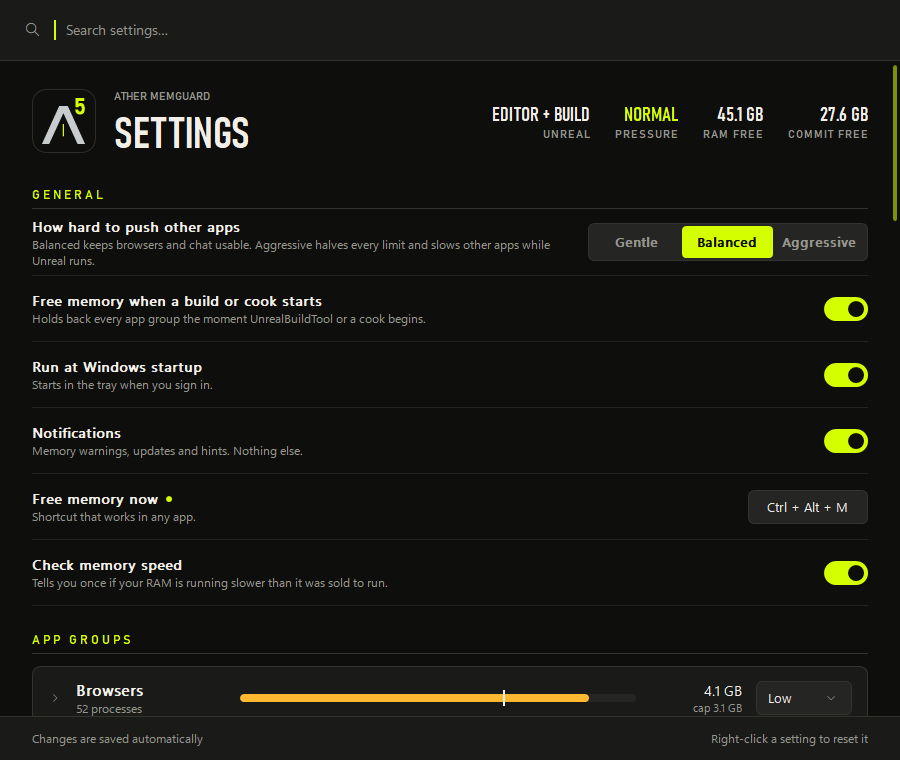 Search settings...
5
ATHER MEMGUARD
SETTINGS
EDITOR + BUILD
UNREAL
NORMAL
PRESSURE
45.1 GB
RAM FREE
27.6 GB
COMMIT FREE
GENERAL
How hard to push other apps
Balanced keeps browsers and chat usable. Aggressive halves every limit and slows other apps while
Unreal runs.
Gentle
Balanced
Aggressive
Free memory when a build or cook starts
Holds back every app group the moment UnrealBuildTool or a cook begins.
Run at Windows startup
Starts in the tray when you sign in.
Notifications
Memory warnings, updates and hints. Nothing else.
Free memory now
Shortcut that works in any app.
Ctrl + Alt + M
Check memory speed
Tells you once if your RAM is running slower than it was sold to run.
APP GROUPS
Browsers
52 processes
4.1 GB
cap 3.1 GB
Low
Changes are saved automatically
Right-click a setting to reset it